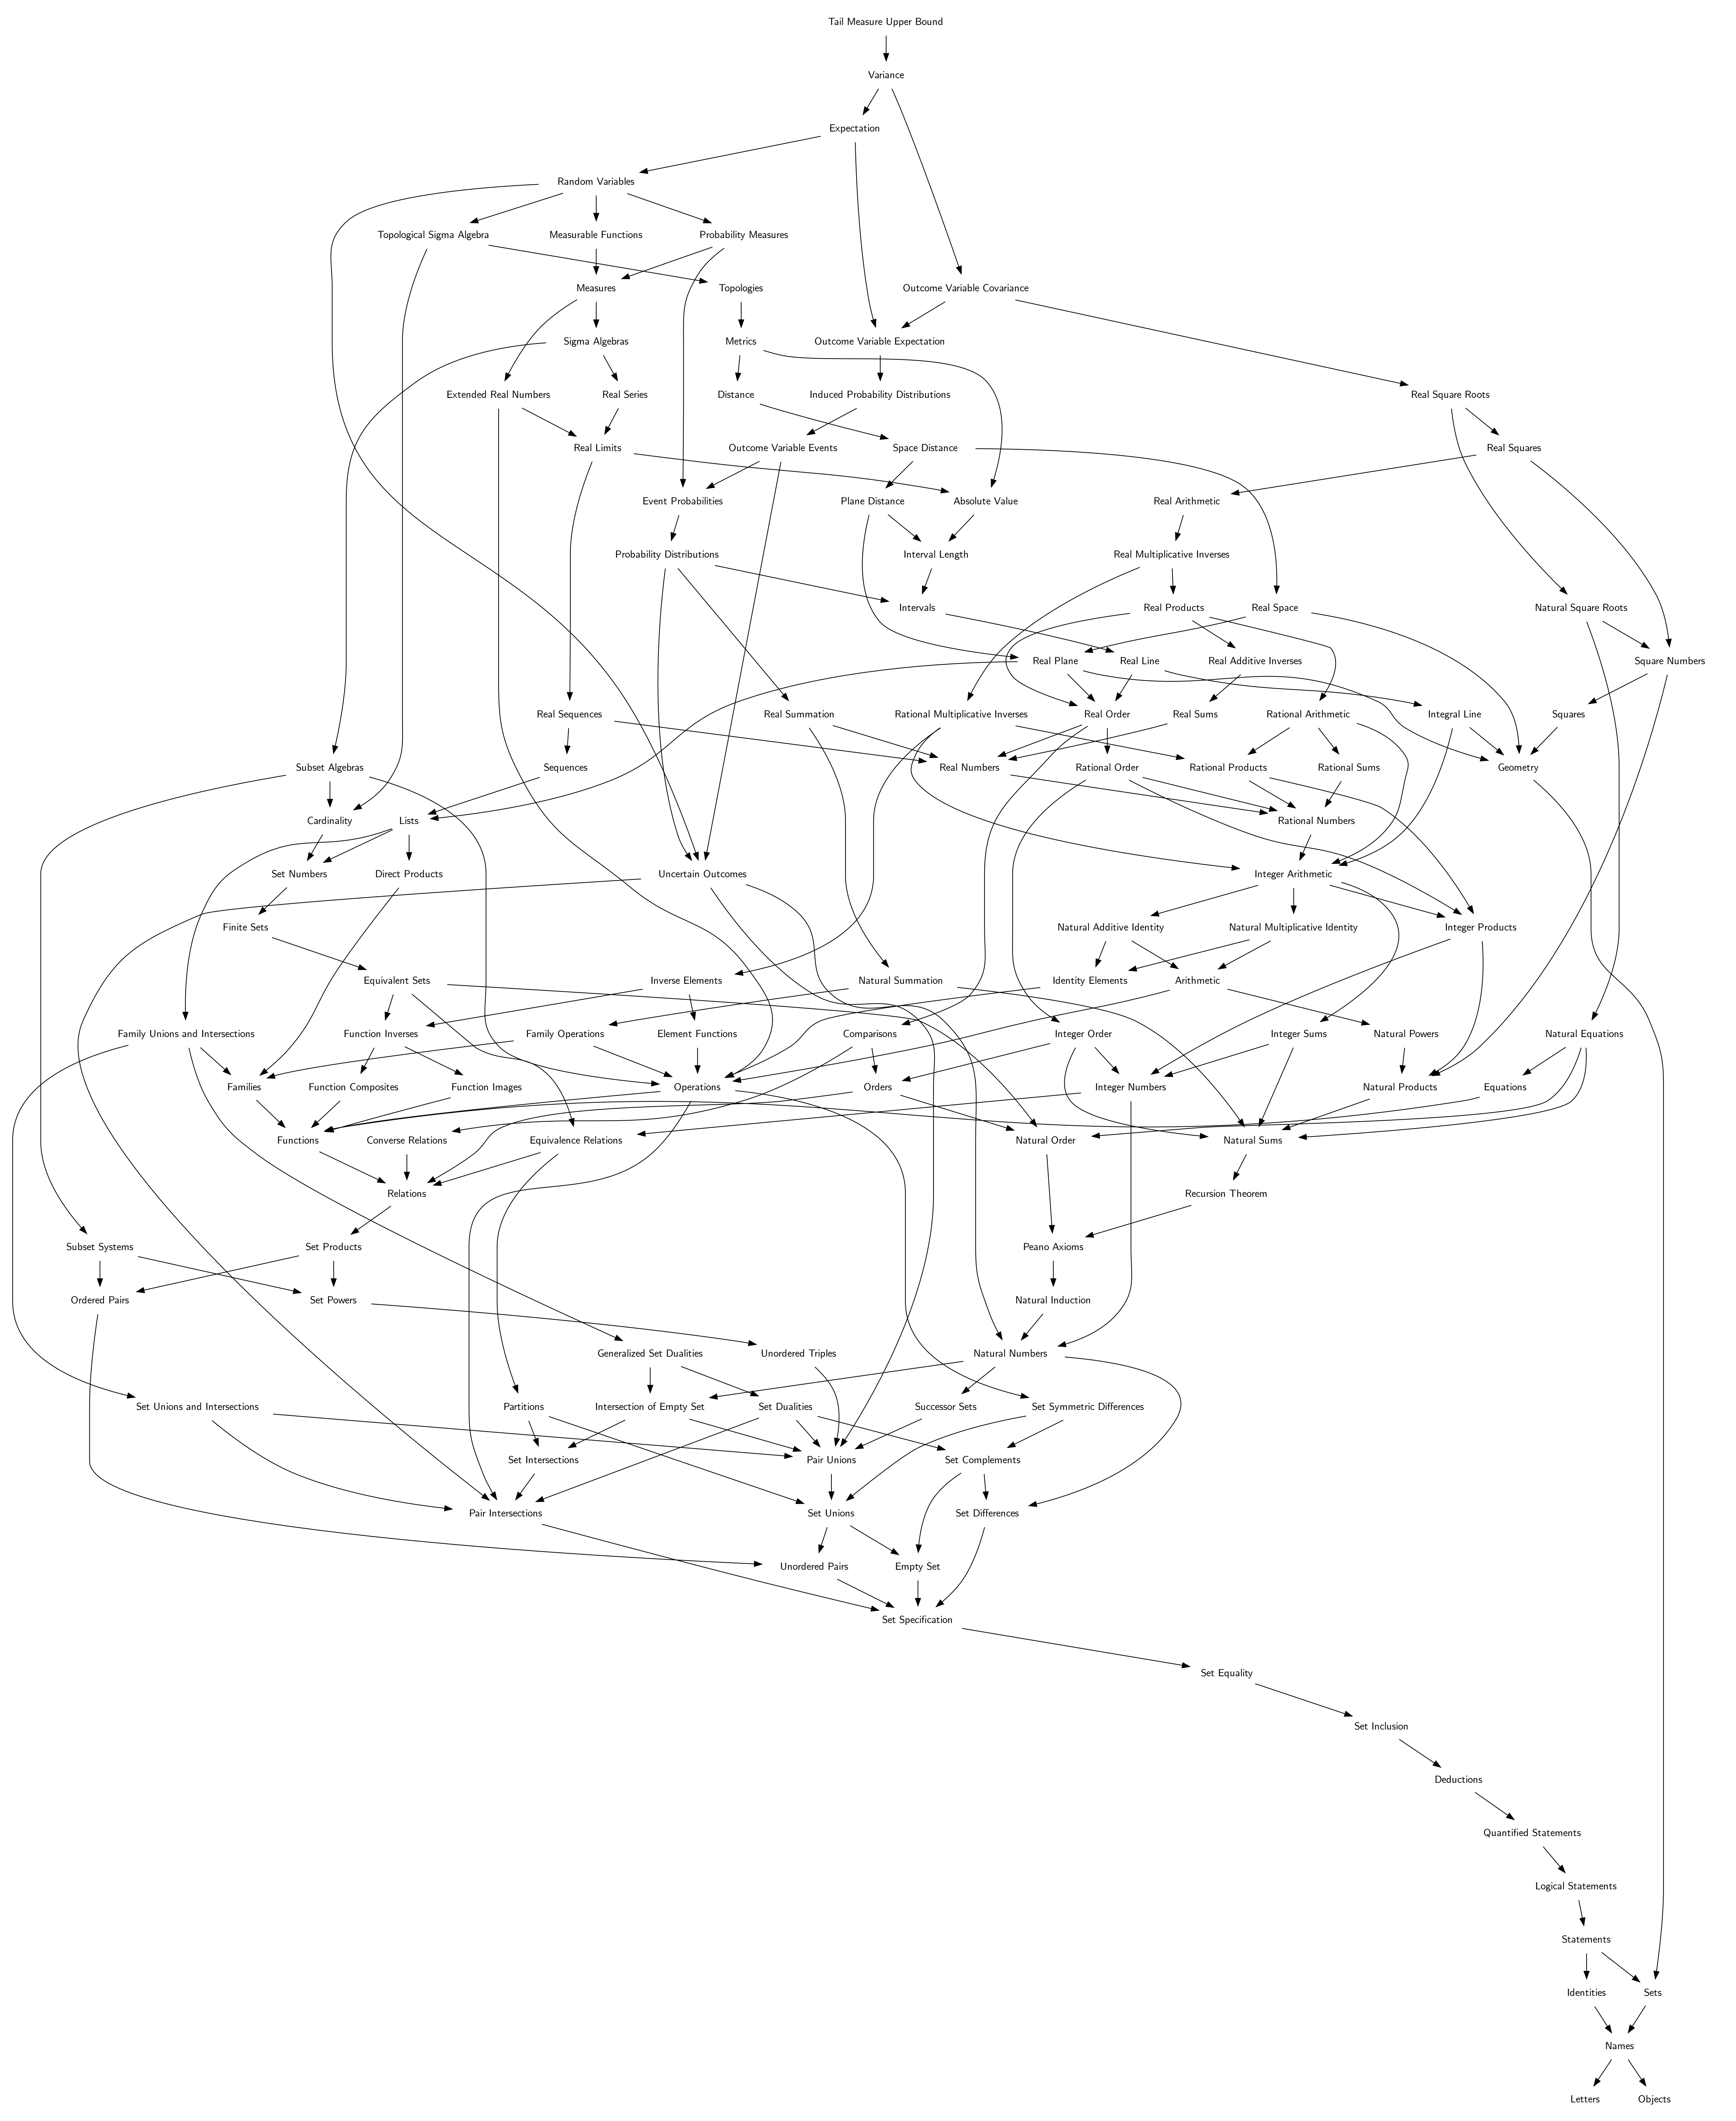 Tail Measure Upper Bound
Variance
Expectation
Random Variables
Topological Sigma Algebra
Measurable Functions
Probability Measures
Measures
Topologies
Outcome Variable Covariance
Sigma Algebras
Metrics
Outcome Variable Expectation
Extended Real Numbers
Real Series
Distance
Induced Probability Distributions
Real Square Roots
Real Limits
Outcome Variable Events
Space Distance
Real Squares
Event Probabilities
Plane Distance
Absolute Value
Real Arithmetic
Probability Distributions
Interval Length
Real Multiplicative Inverses
Intervals
Real Products
Real Space
Natural Square Roots
Real Plane
Real Line
Real Additive Inverses
Square Numbers
Real Sequences
Real Summation
Rational Multiplicative Inverses
Real Order
Real Sums
Rational Arithmetic
Integral Line
Squares
Subset Algebras
Sequences
Real Numbers
Rational Order
Rational Products
Rational Sums
Geometry
Cardinality
Lists
Rational Numbers
Set Numbers
Direct Products
Uncertain Outcomes
Integer Arithmetic
Finite Sets
Natural Additive Identity
Natural Multiplicative Identity
Integer Products
Equivalent Sets
Inverse Elements
Natural Summation
Identity Elements
Arithmetic
Family Unions and Intersections
Function Inverses
Family Operations
Element Functions
Comparisons
Integer Order
Integer Sums
Natural Powers
Natural Equations
Families
Function Composites
Function Images
Operations
Orders
Integer Numbers
Natural Products
Equations
Functions
Converse Relations
Equivalence Relations
Natural Order
Natural Sums
Relations
Recursion Theorem
Subset Systems
Set Products
Peano Axioms
Ordered Pairs
Set Powers
Natural Induction
Generalized Set Dualities
Unordered Triples
Natural Numbers
Set Unions and Intersections
Partitions
Intersection of Empty Set
Set Dualities
Successor Sets
Set Symmetric Differences
Set Intersections
Pair Unions
Set Complements
Pair Intersections
Set Unions
Set Differences
Unordered Pairs
Empty Set
Set Specification
Set Equality
Set Inclusion
Deductions
Quantified Statements
Logical Statements
Statements
Identities
Sets
Names
Letters
Objects